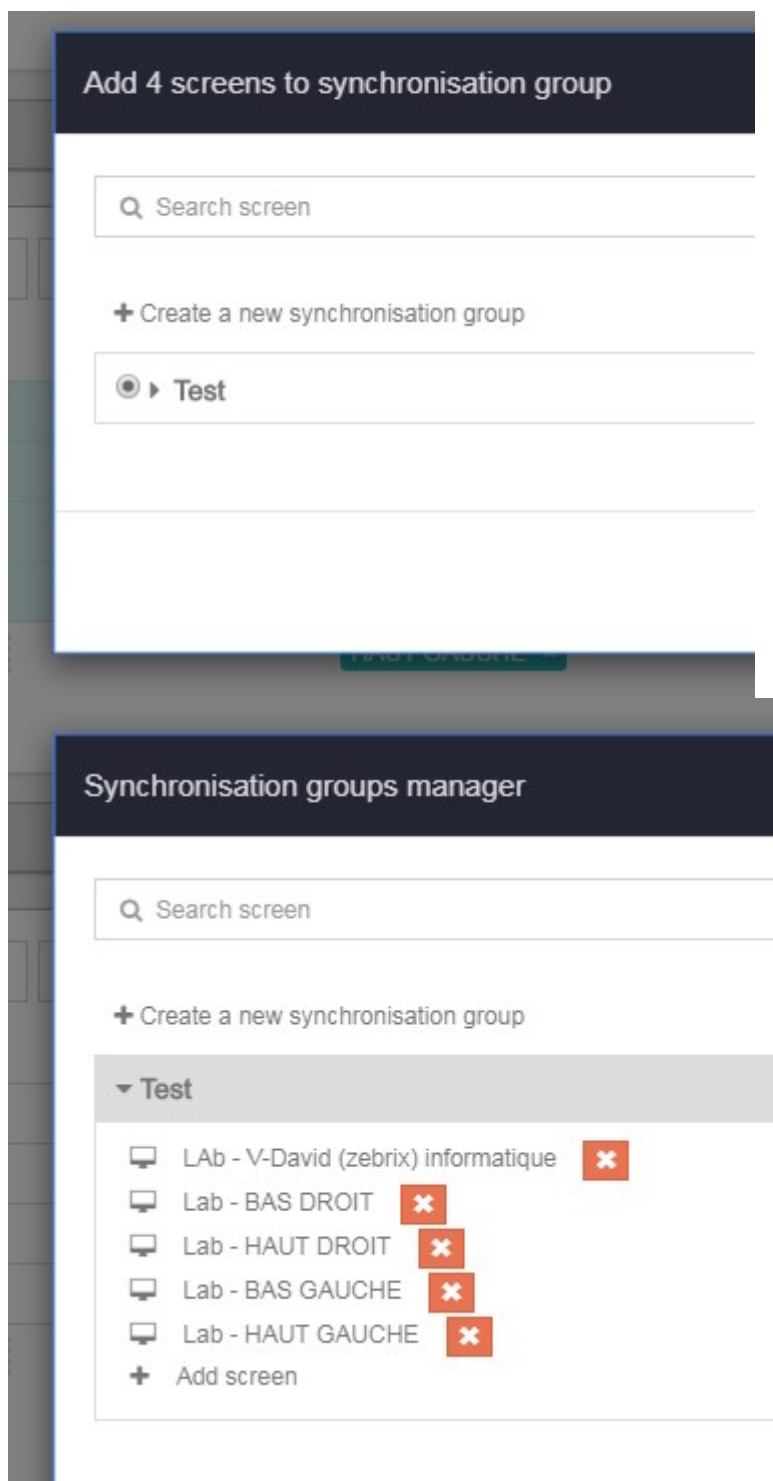 Add 4 screens to synchronisation group
Search screen
Create a new synchronisation group
Test
HAUT GAUCHE
Synchronisation groups manager
Search screen
Create a new synchronisation group
Test
LAb - V-David (zebrix) informatique
Lab - BAS DROIT
Lab - HAUT DROIT
Lab - BAS GAUCHE
Lab - HAUT GAUCHE
Add screen